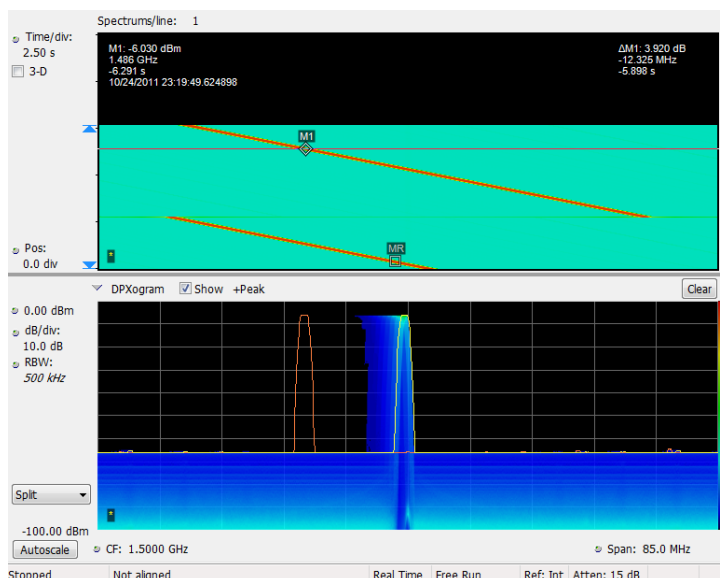 Spectrums/line: 1
Time/div:
2.50 s
3-D
M1: -6.030 dBm
1.486 GHz
-6.291 s
10/24/2011 23:19:49.624898
ΔM1: 3.920 dB
-12.325 MHz
-5.898 s
M1
MR
Pos:
0.0 div
DPXogram Show +Peak Clear
0.00 dBm
dB/div:
10.0 dB
RBW:
500 kHz
Split
-100.00 dBm
Autoscale CF: 1.5000 GHz Span: 85.0 MHz
Stopped Not aligned Real Time Free Run Ref: Int Atten: 15 dB